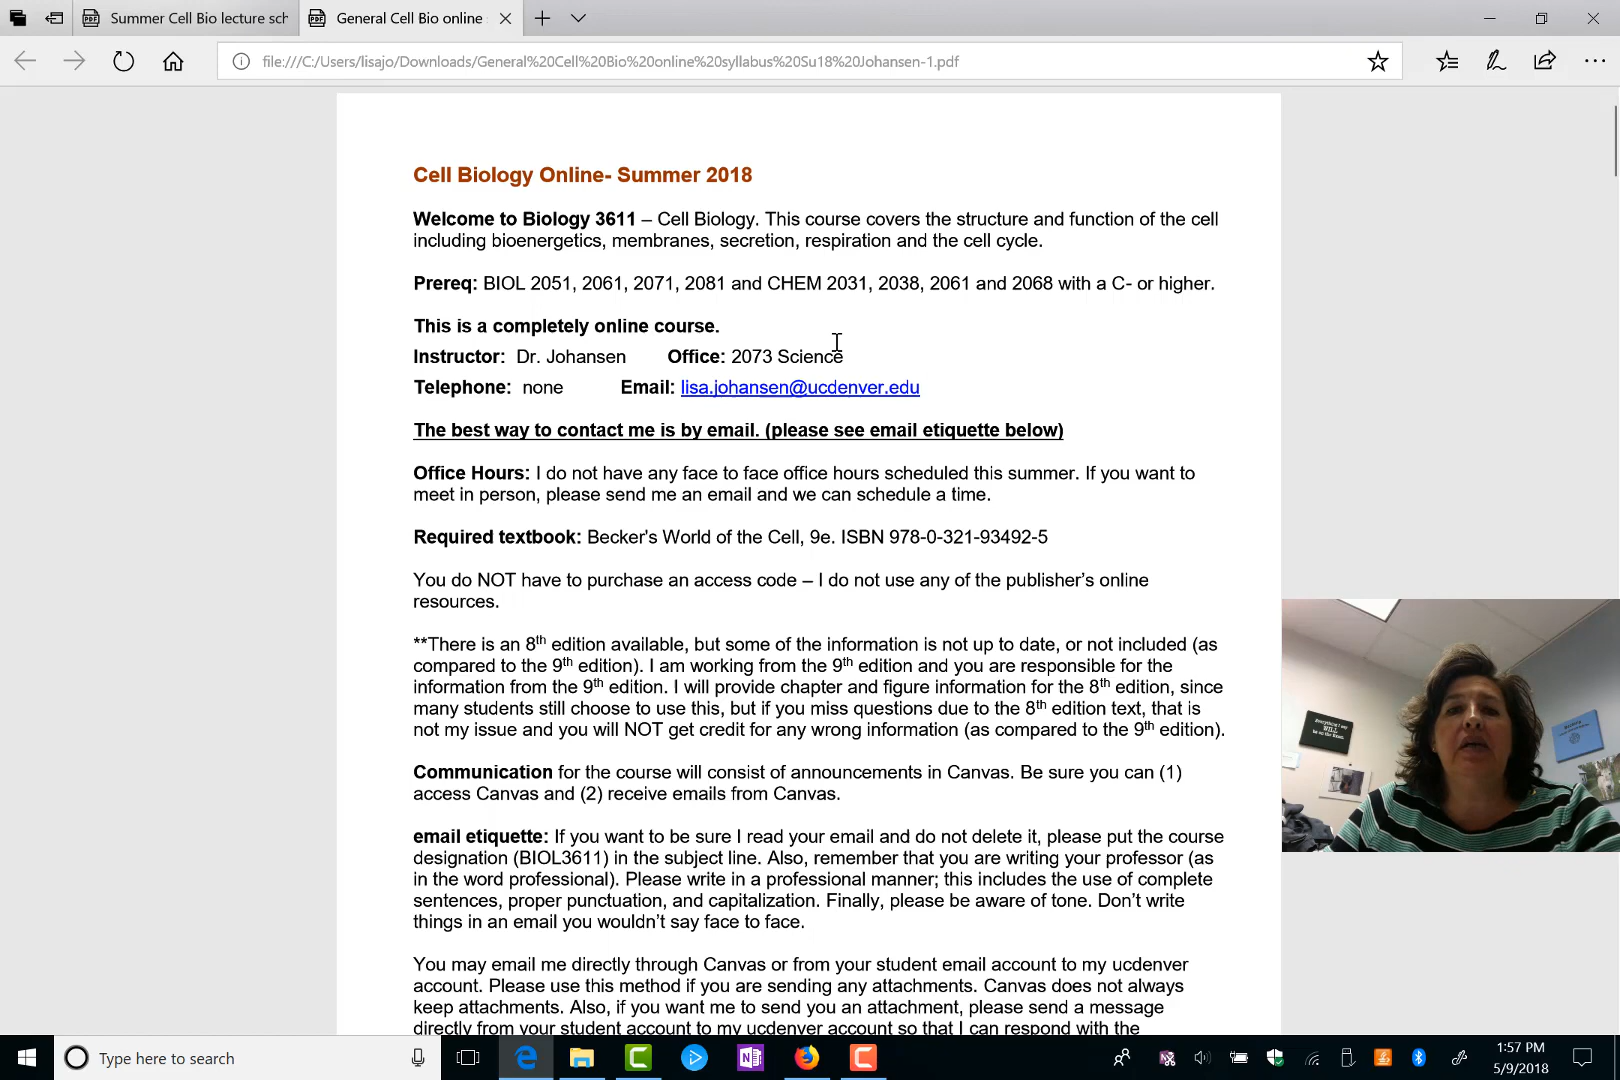 Summer Cell Bio lecture sch
General Cell Bio online
file:///C:/Users/lisajo/Downloads/General%20Cell%20Bio%20online%20syllabus%20Su18%20Johansen-1.pdf
Cell Biology Online- Summer 2018
Welcome to Biology 3611 – Cell Biology. This course covers the structure and function of the cell
including bioenergetics, membranes, secretion, respiration and the cell cycle.
Prereq: BIOL 2051, 2061, 2071, 2081 and CHEM 2031, 2038, 2061 and 2068 with a C- or higher.
This is a completely online course.
Instructor: Dr. Johansen Office: 2073 Science
Telephone: none Email: lisa.johansen@ucdenver.edu
The best way to contact me is by email. (please see email etiquette below)
Office Hours: I do not have any face to face office hours scheduled this summer. If you want to
meet in person, please send me an email and we can schedule a time.
Required textbook: Becker's World of the Cell, 9e. ISBN 978-0-321-93492-5
You do NOT have to purchase an access code – I do not use any of the publisher’s online
resources.
**There is an 8th edition available, but some of the information is not up to date, or not included (as
compared to the 9th edition). I am working from the 9th edition and you are responsible for the
information from the 9th edition. I will provide chapter and figure information for the 8th edition, since
many students still choose to use this, but if you miss questions due to the 8th edition text, that is
not my issue and you will NOT get credit for any wrong information (as compared to the 9th edition).
Communication for the course will consist of announcements in Canvas. Be sure you can (1)
access Canvas and (2) receive emails from Canvas.
email etiquette: If you want to be sure I read your email and do not delete it, please put the course
designation (BIOL3611) in the subject line. Also, remember that you are writing your professor (as
in the word professional). Please write in a professional manner; this includes the use of complete
sentences, proper punctuation, and capitalization. Finally, please be aware of tone. Don’t write
things in an email you wouldn’t say face to face.
You may email me directly through Canvas or from your student email account to my ucdenver
account. Please use this method if you are sending any attachments. Canvas does not always
keep attachments. Also, if you want me to send you an attachment, please send a message
directly from your student account to my ucdenver account so that I can respond with the
Everything I say
WILL
be on the Exam
Type here to search
1:57 PM
5/9/2018